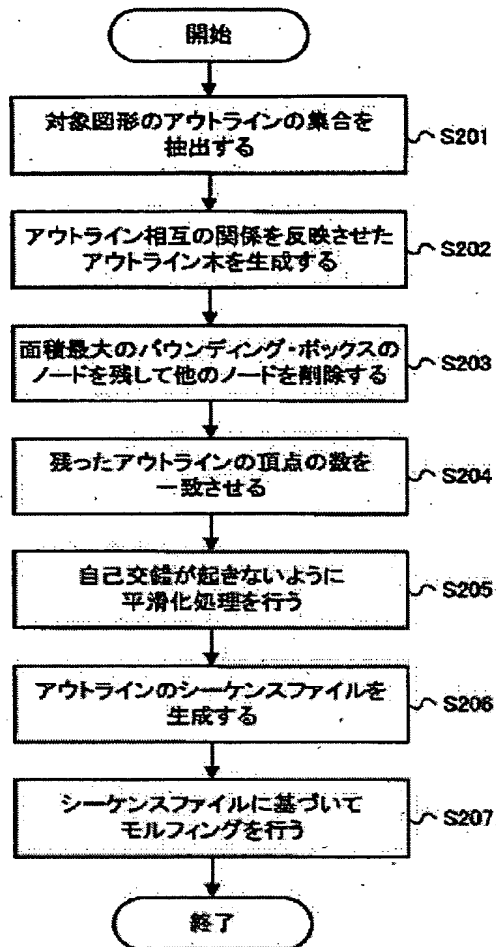 開始
対象図形のアウトラインの集合を
抽出する
S201
アウトライン相互の関係を反映させた
アウトライン木を生成する
S202
面積最大のバウンディング・ボックスの
ノードを残して他のノードを削除する
S203
残ったアウトラインの頂点の数を
一致させる
S204
自己交錯が起きないように
平滑化処理を行う
S205
アウトラインのシーケンスファイルを
生成する
S206
シーケンスファイルに基づいて
モルフィングを行う
S207
終了